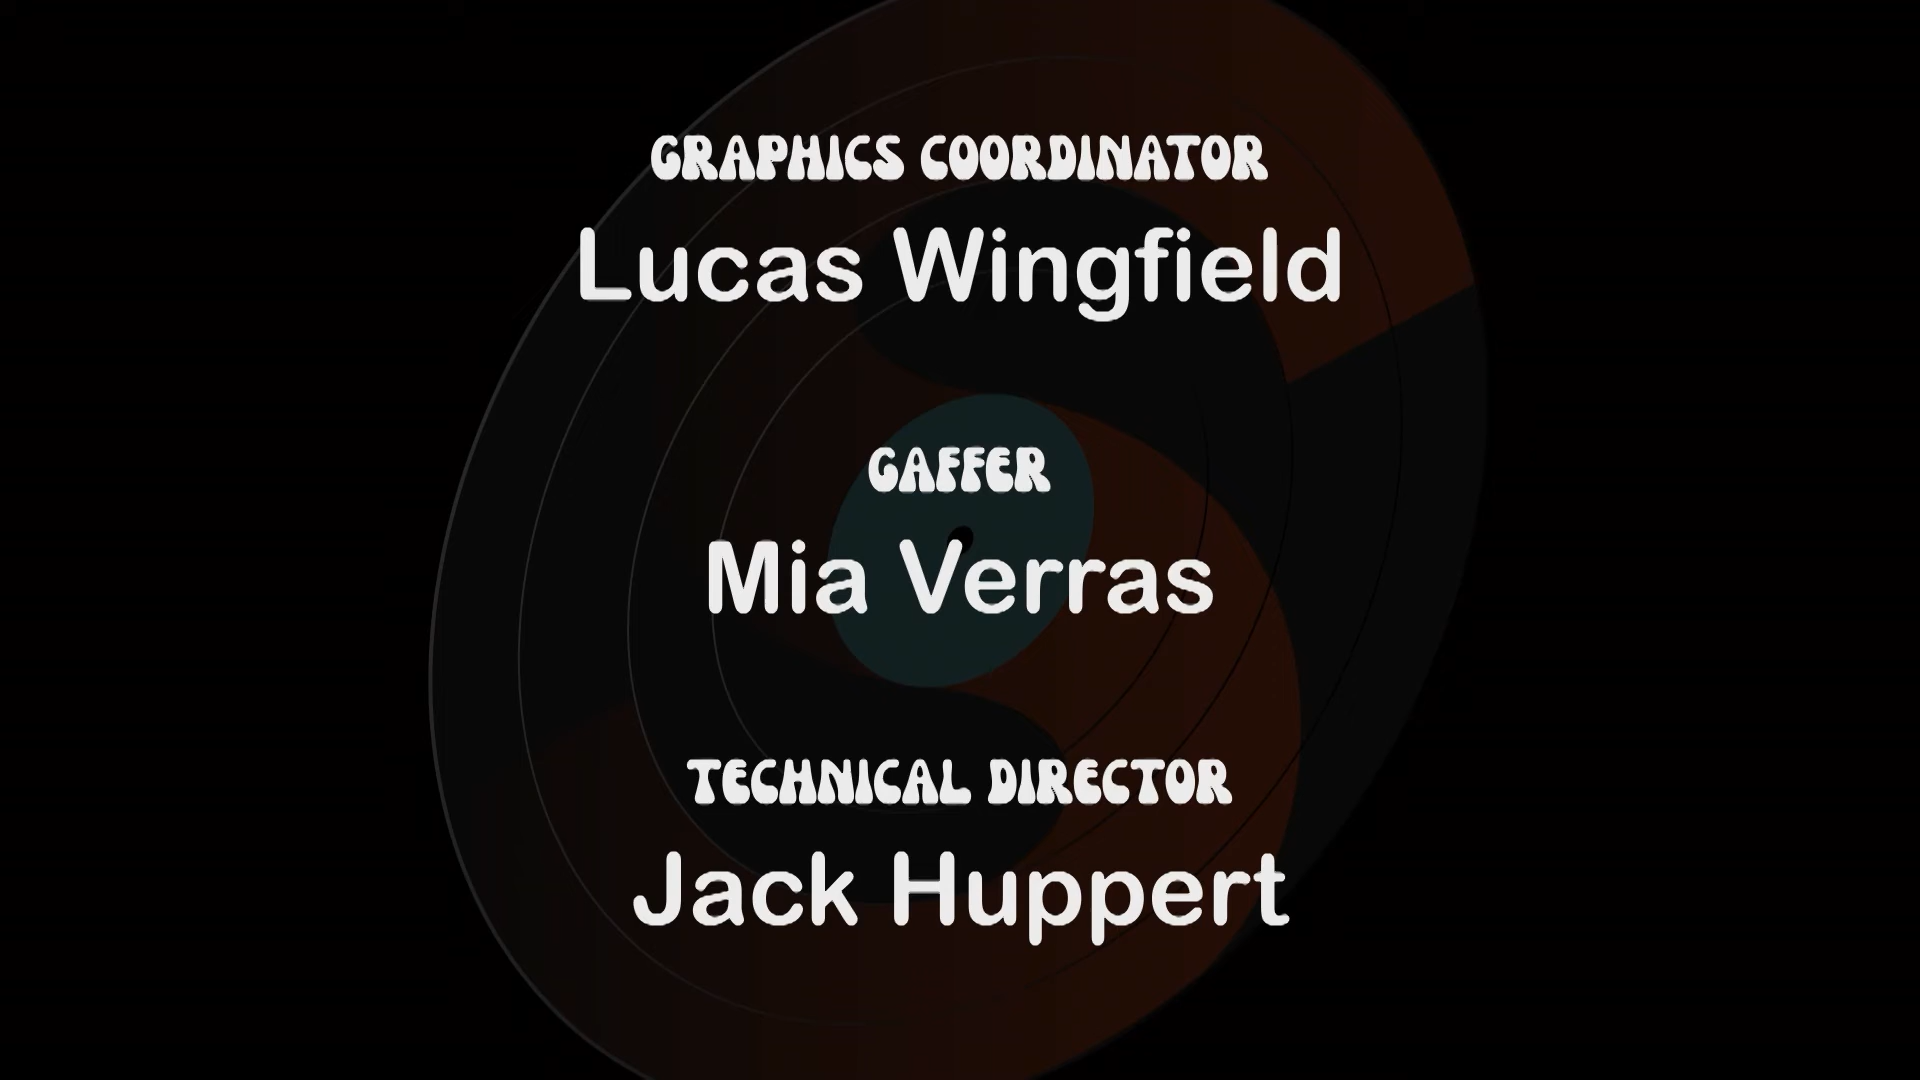 GRAPHICS COORDINATOR
Lucas Wingfield
GAFFER
Mia Verras
TECHNICAL DIRECTOR
Jack Huppert